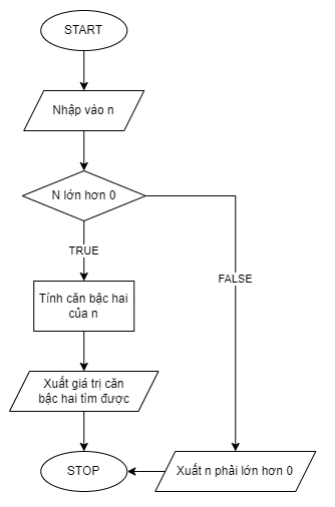 START
Nhập vào n
N lớn hơn 0
TRUE
FALSE
Tính căn bậc hai
của n
Xuất giá trị căn
bậc hai tìm được
STOP
Xuất n phải lớn hơn 0